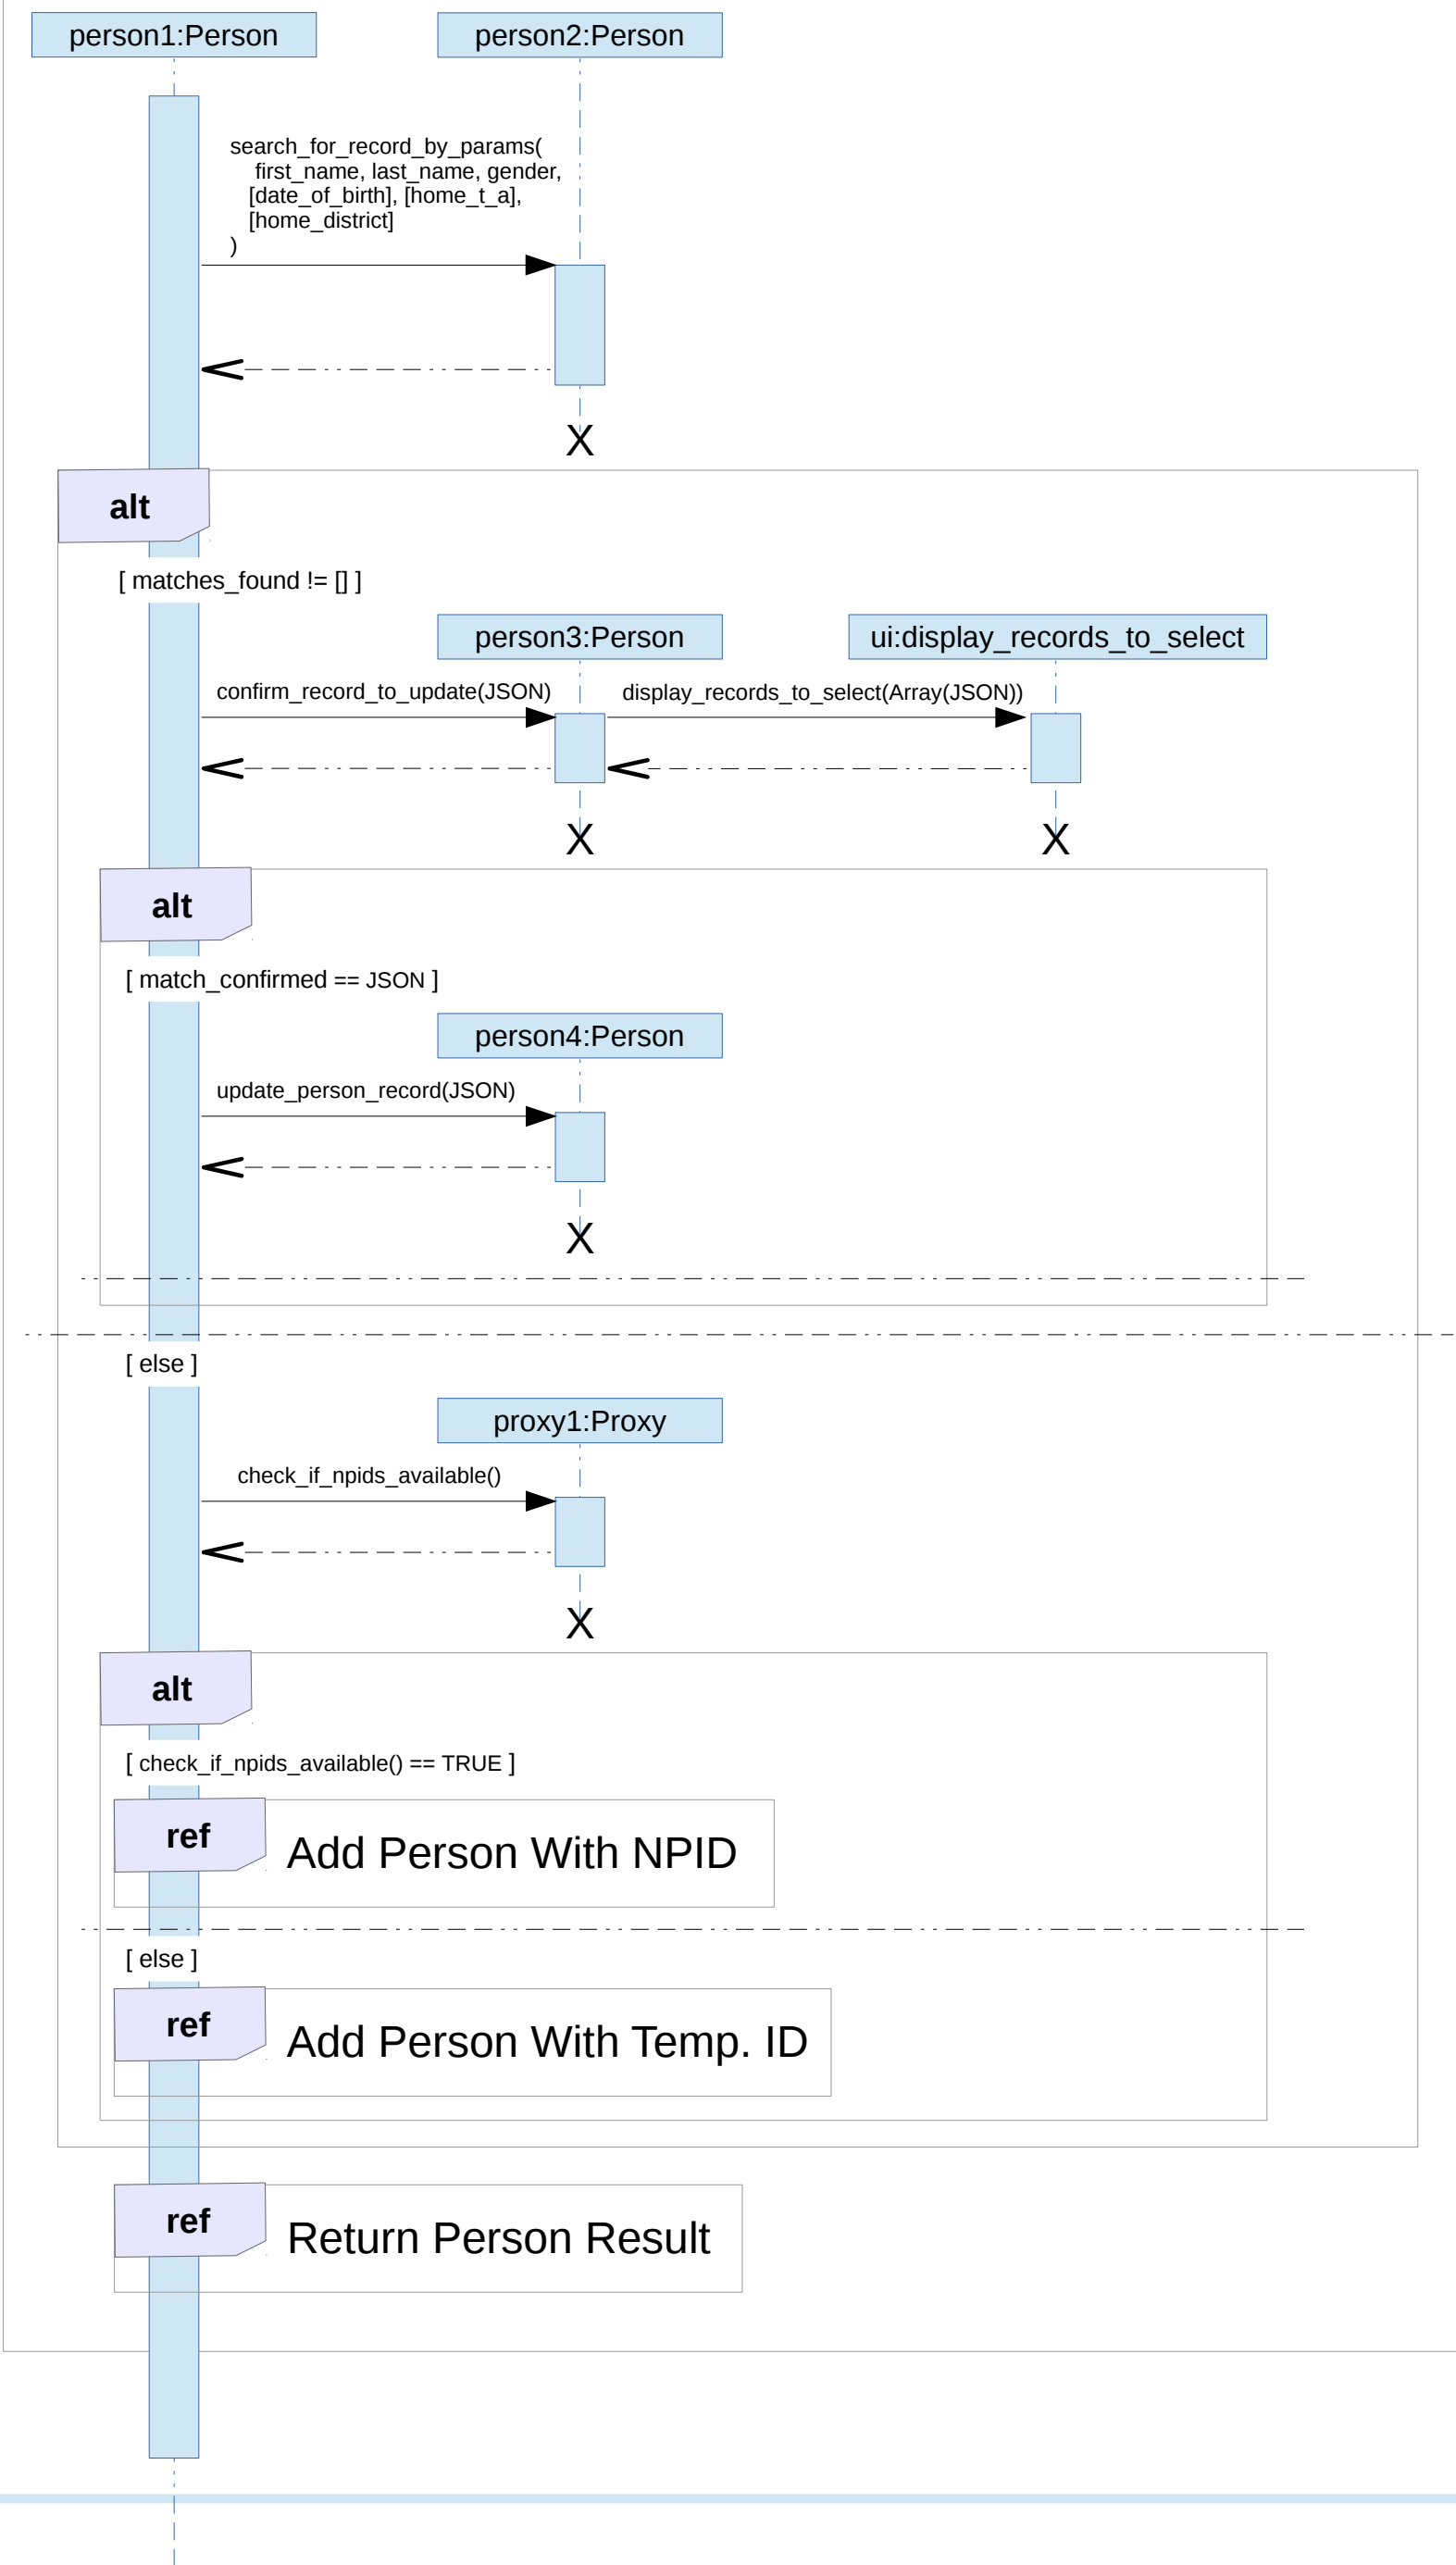 person1:Person
person2:Person
search_for_record_by_params(
first_name, last_name, gender,
[date_of_birth], [home_t_a],
[home_district]
)
X
alt
[ matches_found != [] ]
person3:Person
ui:display_records_to_select
confirm_record_to_update(JSON)
display_records_to_select(Array(JSON))
X
X
alt
[ match_confirmed == JSON ]
person4:Person
update_person_record(JSON)
X
[ else ]
proxy1:Proxy
check_if_npids_available()
X
alt
[ check_if_npids_available() == TRUE ]
ref
Add Person With NPID
[ else ]
ref
Add Person With Temp. ID
ref
Return Person Result